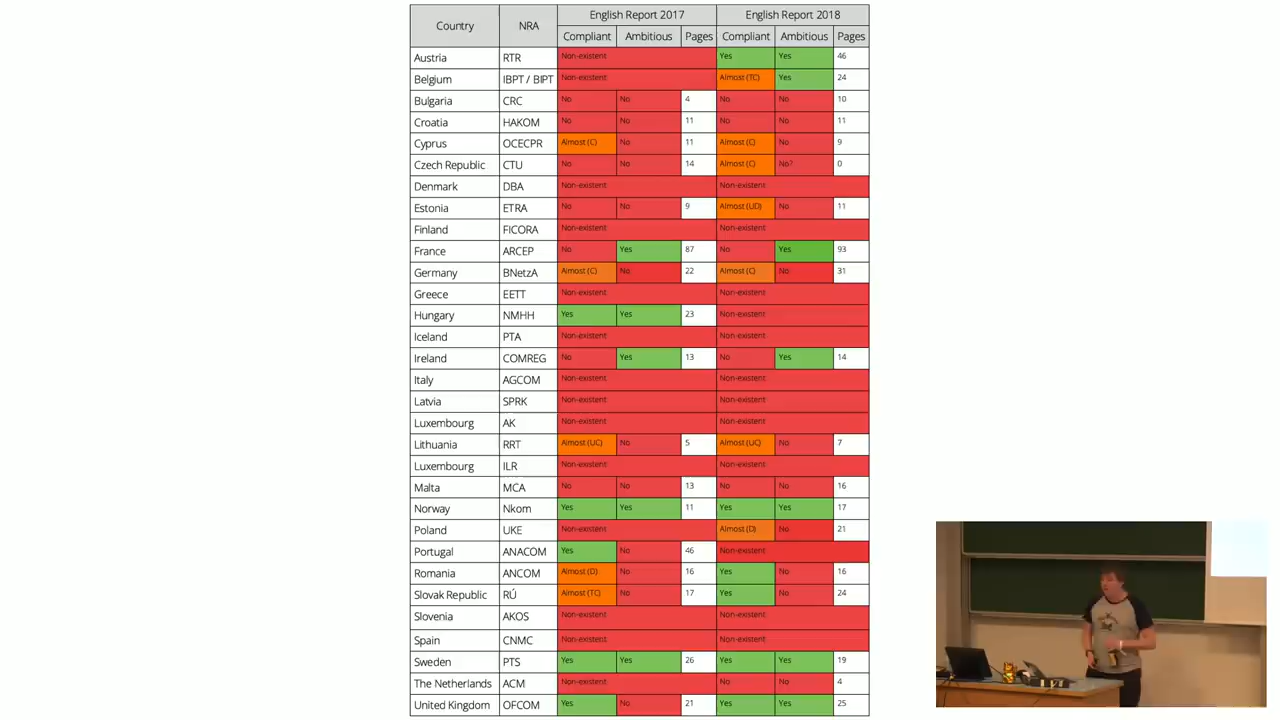 Country NRA English Report 2017 English Report 2018
Compliant Ambitious Pages Compliant Ambitious Pages
Austria RTR Non-existent Yes Yes 46
Belgium IBPT / BIPT Non-existent Almost (TC) Yes 24
Bulgaria CRC No No 4 No No 10
Croatia HAKOM No No 11 No No 11
Cyprus OCECPR Almost (C) No 11 Almost (C) No 9
Czech Republic CTU No No 14 Almost (C) No? 0
Denmark DBA Non-existent Non-existent
Estonia ETRA No No 9 Almost (UD) No 11
Finland FICORA Non-existent Non-existent
France ARCEP No Yes 87 No Yes 93
Germany BNetzA Almost (C) No 22 Almost (C) No 31
Greece EETT Non-existent Non-existent
Hungary NMHH Yes Yes 23 Non-existent
Iceland PTA Non-existent Non-existent
Ireland COMREG No Yes 13 No Yes 14
Italy AGCOM Non-existent Non-existent
Latvia SPRK Non-existent Non-existent
Luxembourg AK Non-existent Non-existent
Lithuania RRT Almost (UC) No 5 Almost (UC) No 7
Luxembourg ILR Non-existent Non-existent
Malta MCA No No 13 No No 16
Norway Nkom Yes Yes 11 Yes Yes 17
Poland UKE Non-existent Almost (D) No 21
Portugal ANACOM Yes No 46 Non-existent
Romania ANCOM Almost (D) No 16 Yes No 16
Slovak Republic RÚ Almost (TC) No 17 Yes No 24
Slovenia AKOS Non-existent Non-existent
Spain CNMC Non-existent Non-existent
Sweden PTS Yes Yes 26 Yes Yes 19
The Netherlands ACM Non-existent No No 4
United Kingdom OFCOM Yes No 21 Yes Yes 25